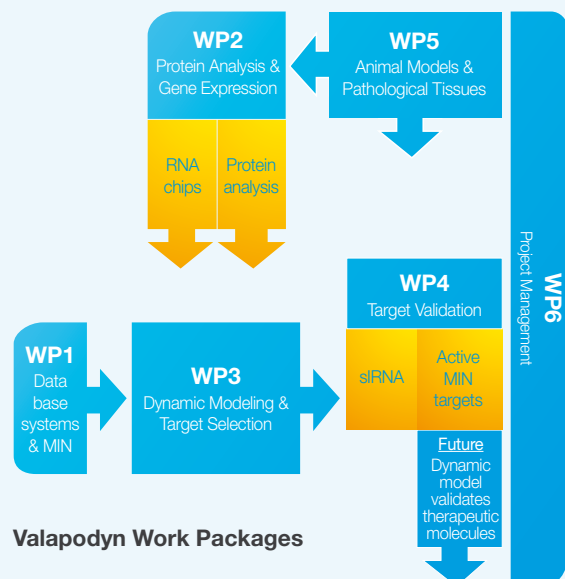 WP2
Protein Analysis &
Gene Expression
WP5
Animal Models &
Pathological Tissues
RNA
chips
Protein
analysis
WP6
Project Management
WP4
Target Validation
siRNA
Active
MIN
targets
WP1
Data
base
systems
& MIN
WP3
Dynamic Modeling &
Target Selection
Future
Dynamic
model
validates
therapeutic
molecules
Valapodyn Work Packages